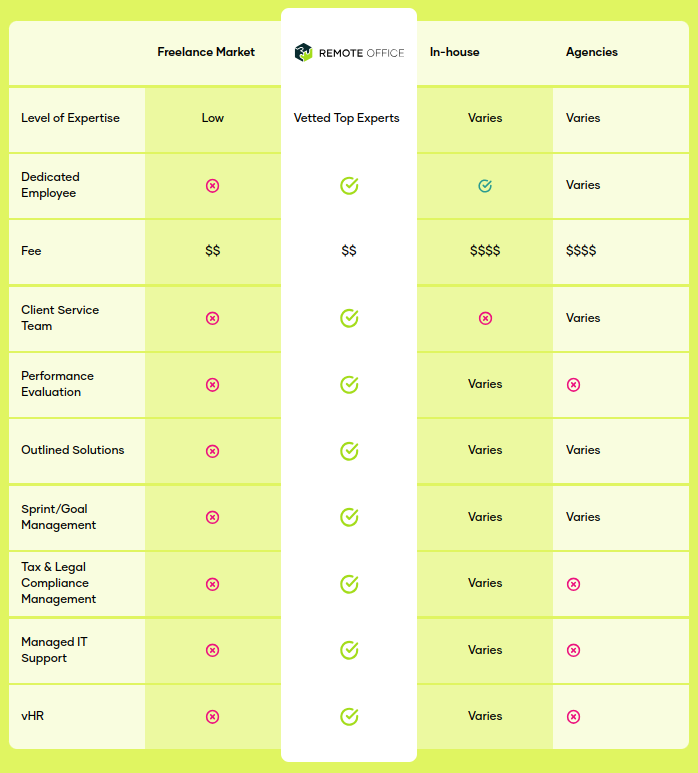 Freelance Market
REMOTE OFFICE
In-house
Agencies
Level of Expertise
Low
Vetted Top Experts
Varies
Varies
Dedicated
Employee
Varies
Fee
$$
$$
$$$$
$$$$
Client Service
Team
Varies
Performance
Evaluation
Varies
Outlined Solutions
Varies
Varies
Sprint/Goal
Management
Varies
Varies
Tax & Legal
Compliance
Management
Varies
Managed IT
Support
Varies
vHR
Varies